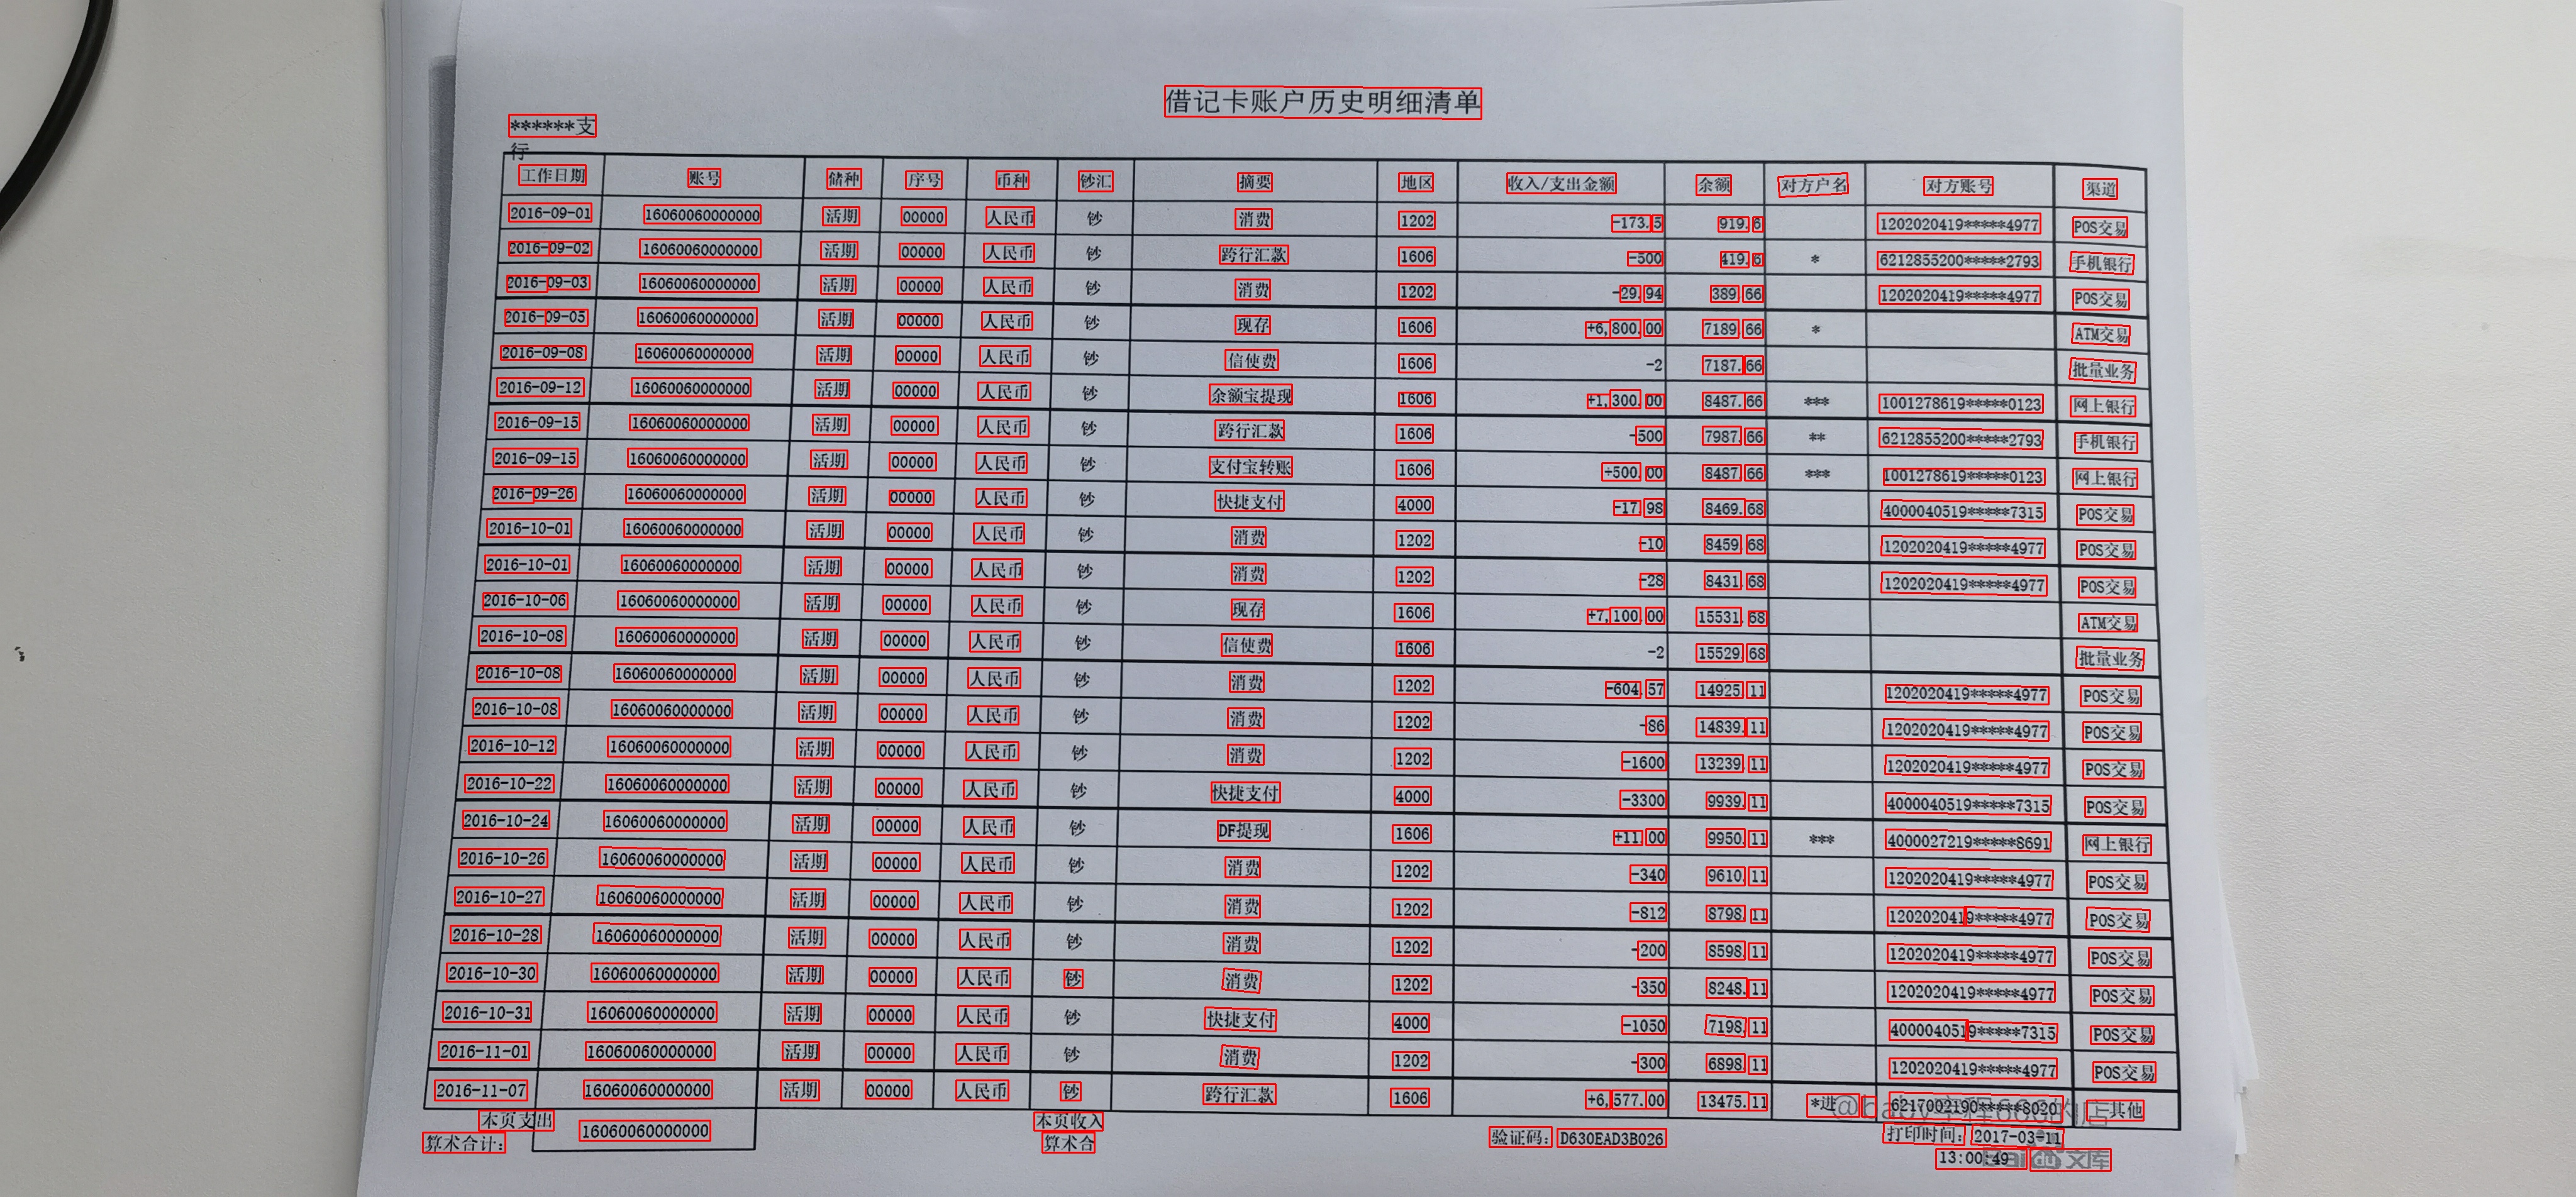 借记卡账户历史明细清单
******支
行
工作日期 账号 储种 序号 币种 钞汇 摘要 地区 收入/支出金额 余额 对方户名 对方账号 渠道
2016-09-01 16060060000000 活期 00000 人民币 钞 消费 1202 -173.5 919.6 1202020419*****4977 POS交易
2016-09-02 16060060000000 活期 00000 人民币 钞 跨行汇款 1606 -500 419.6 * 6212855200*****2793 手机银行
2016-09-03 16060060000000 活期 00000 人民币 钞 消费 1202 -29.94 389.66 1202020419*****4977 POS交易
2016-09-05 16060060000000 活期 00000 人民币 钞 现存 1606 +6,800.00 7189.66 * ATM交易
2016-09-08 16060060000000 活期 00000 人民币 钞 信使费 1606 -2 7187.66 批量业务
2016-09-12 16060060000000 活期 00000 人民币 钞 余额宝提现 1606 +1,300.00 8487.66 *** 1001278619*****0123 网上银行
2016-09-15 16060060000000 活期 00000 人民币 钞 跨行汇款 1606 -500 7987.66 ** 6212855200*****2793 手机银行
2016-09-15 16060060000000 活期 00000 人民币 钞 支付宝转账 1606 +500.00 8487.66 *** 1001278619*****0123 网上银行
2016-09-26 16060060000000 活期 00000 人民币 钞 快捷支付 4000 -17.98 8469.68 4000040519*****7315 POS交易
2016-10-01 16060060000000 活期 00000 人民币 钞 消费 1202 -10 8459.68 1202020419*****4977 POS交易
2016-10-01 16060060000000 活期 00000 人民币 钞 消费 1202 -28 8431.68 1202020419*****4977 POS交易
2016-10-06 16060060000000 活期 00000 人民币 钞 现存 1606 +7,100.00 15531.68 ATM交易
2016-10-08 16060060000000 活期 00000 人民币 钞 信使费 1606 -2 15529.68 批量业务
2016-10-08 16060060000000 活期 00000 人民币 钞 消费 1202 -604.57 14925.11 1202020419*****4977 POS交易
2016-10-08 16060060000000 活期 00000 人民币 钞 消费 1202 -86 14839.11 1202020419*****4977 POS交易
2016-10-12 16060060000000 活期 00000 人民币 钞 消费 1202 -1600 13239.11 1202020419*****4977 POS交易
2016-10-22 16060060000000 活期 00000 人民币 钞 快捷支付 4000 -3300 9939.11 4000040519*****7315 POS交易
2016-10-24 16060060000000 活期 00000 人民币 钞 DF提现 1606 +11.00 9950.11 *** 4000027219*****8691 网上银行
2016-10-26 16060060000000 活期 00000 人民币 钞 消费 1202 -340 9610.11 1202020419*****4977 POS交易
2016-10-27 16060060000000 活期 00000 人民币 钞 消费 1202 -812 8798.11 1202020419*****4977 POS交易
2016-10-28 16060060000000 活期 00000 人民币 钞 消费 1202 -200 8598.11 1202020419*****4977 POS交易
2016-10-30 16060060000000 活期 00000 人民币 钞 消费 1202 -350 8248.11 1202020419*****4977 POS交易
2016-10-31 16060060000000 活期 00000 人民币 钞 快捷支付 4000 -1050 7198.11 4000040519*****7315 POS交易
2016-11-01 16060060000000 活期 00000 人民币 钞 消费 1202 -300 6898.11 1202020419*****4977 POS交易
2016-11-07 16060060000000 活期 00000 人民币 钞 跨行汇款 1606 +6,577.00 13475.11 *进 6217002190*****8020 其他
本页支出 16060060000000 本页收入
算术合计: 算术合 验证码: D630EAD3B026 打印时间: 2017-03-11
13:00:49 Baidu文库